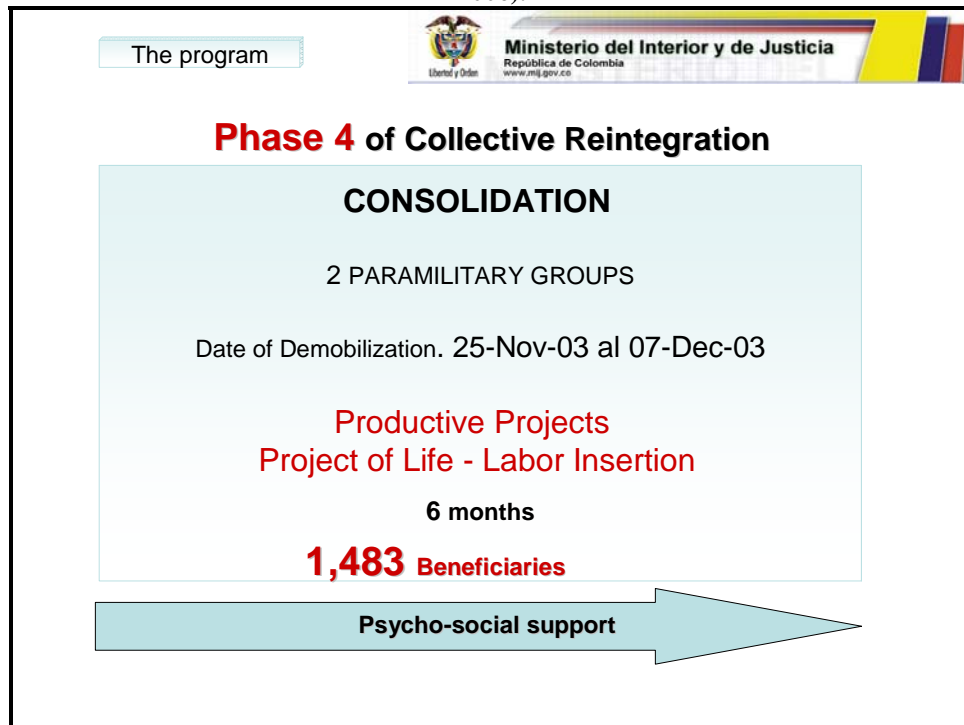 The program
Libertad y Orden
Ministerio del Interior y de Justicia
República de Colombia
www.mij.gov.co
Phase 4 of Collective Reintegration
CONSOLIDATION
2 PARAMILITARY GROUPS
Date of Demobilization. 25-Nov-03 al 07-Dec-03
Productive Projects
Project of Life - Labor Insertion
6 months
1,483 Beneficiaries
Psycho-social support